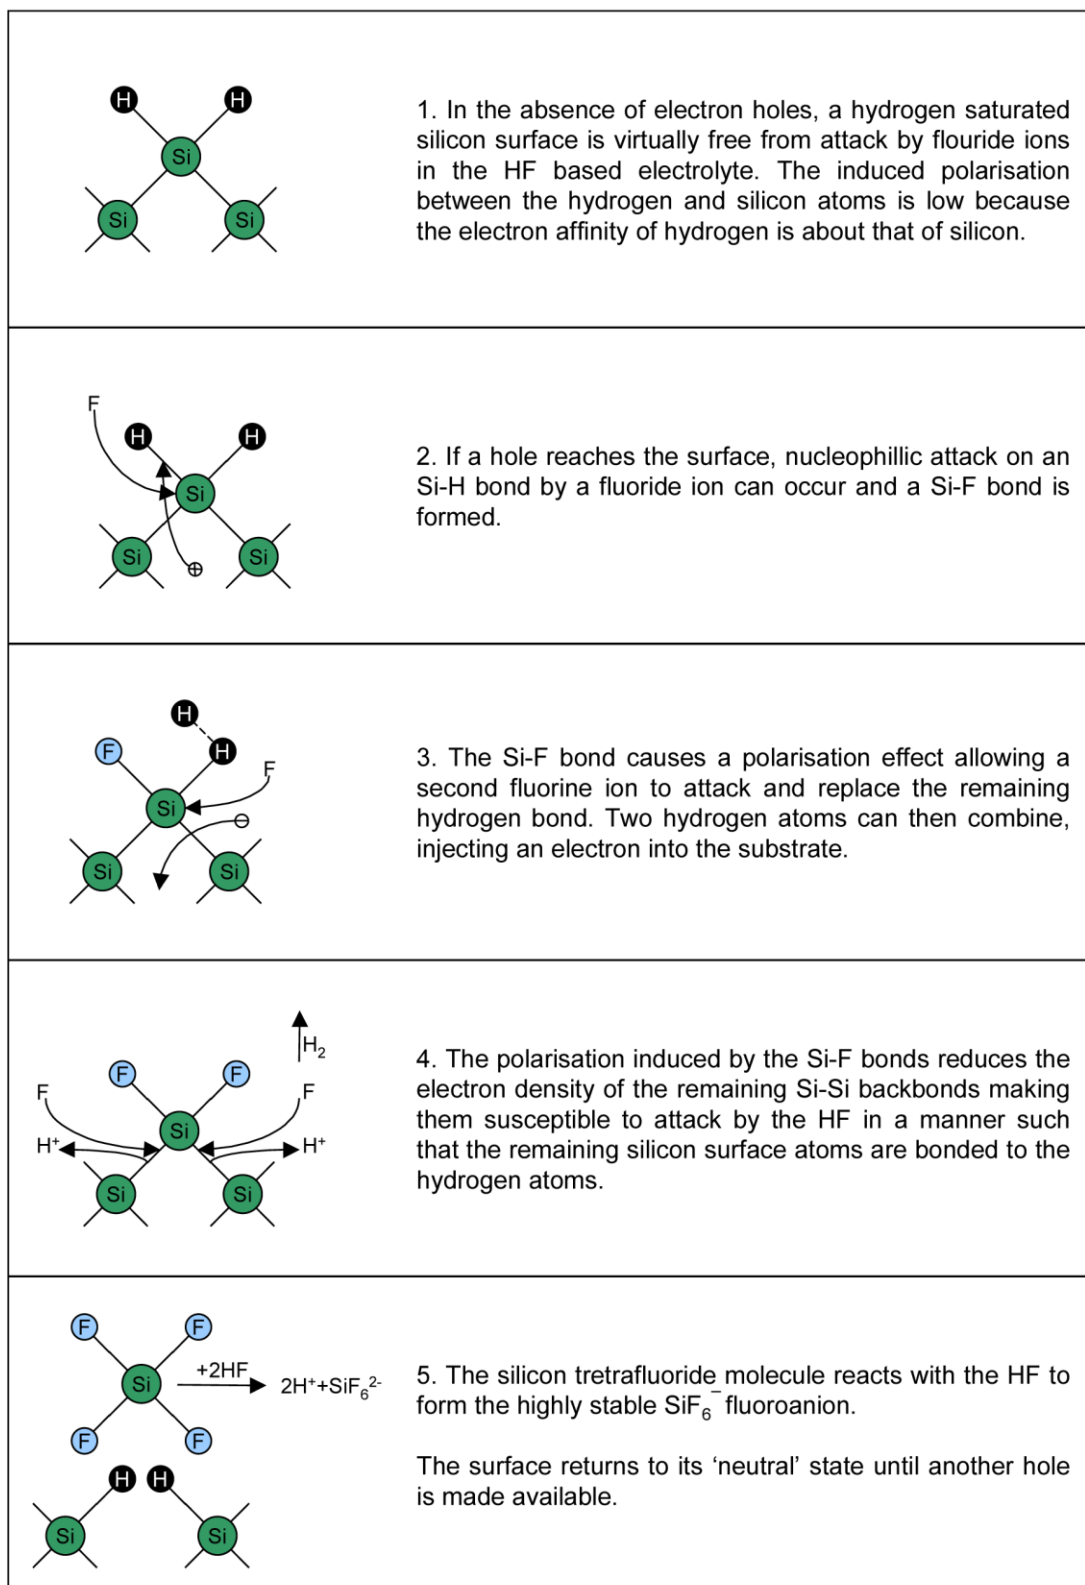 H H
Si
Si Si
1. In the absence of electron holes, a hydrogen saturated
silicon surface is virtually free from attack by flouride ions
in the HF based electrolyte. The induced polarisation
between the hydrogen and silicon atoms is low because
the electron affinity of hydrogen is about that of silicon.
F
H H
Si
Si Si
⊕
2. If a hole reaches the surface, nucleophillic attack on an
Si-H bond by a fluoride ion can occur and a Si-F bond is
formed.
H
F H
F
Si
⊖
Si Si
3. The Si-F bond causes a polarisation effect allowing a
second fluorine ion to attack and replace the remaining
hydrogen bond. Two hydrogen atoms can then combine,
injecting an electron into the substrate.
H₂
F F
F F
Si
H⁺ H⁺
Si Si
4. The polarisation induced by the Si-F bonds reduces the
electron density of the remaining Si-Si backbonds making
them susceptible to attack by the HF in a manner such
that the remaining silicon surface atoms are bonded to the
hydrogen atoms.
F F
Si +2HF 2H⁺+SiF₆²⁻
F F
H H
Si Si
5. The silicon tretrafluoride molecule reacts with the HF to
form the highly stable SiF₆⁻ fluoroanion.
The surface returns to its ‘neutral’ state until another hole
is made available.